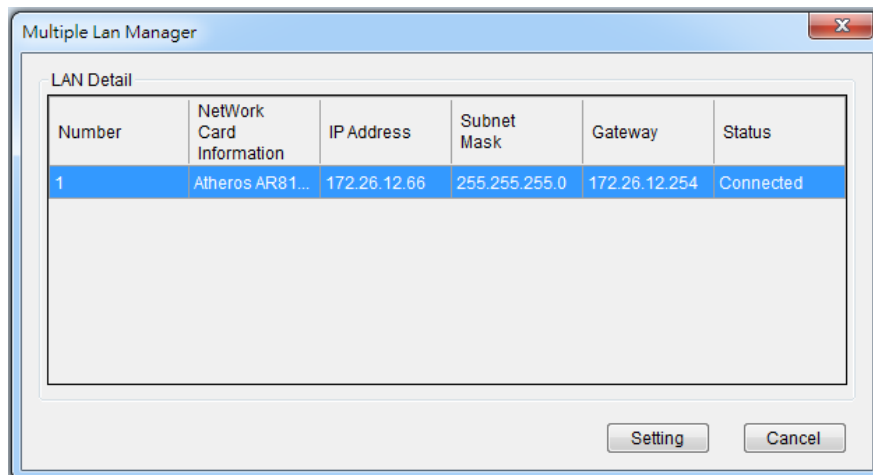 Multiple Lan Manager
LAN Detail
Number
NetWork
Card
Information
IP Address
Subnet
Mask
Gateway
Status
1 Atheros AR81... 172.26.12.66 255.255.255.0 172.26.12.254 Connected
Setting Cancel